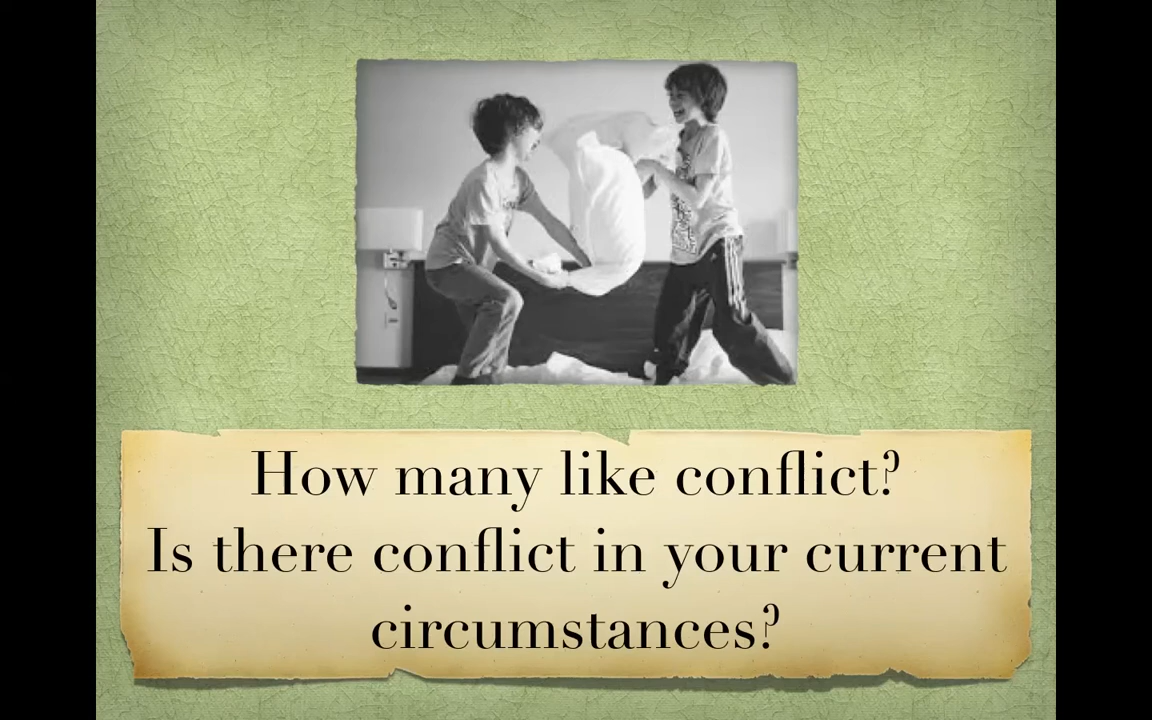 How many like conflict?
Is there conflict in your current
circumstances?